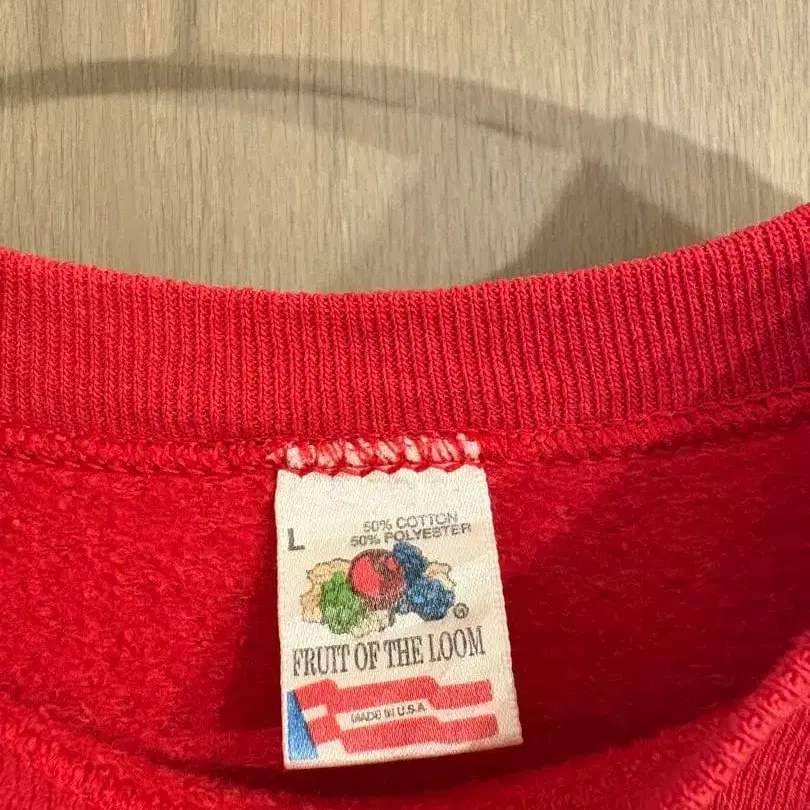 L
50% COTTON
50% POLYESTER
®
FRUIT OF THE LOOM
MADE IN U.S.A.